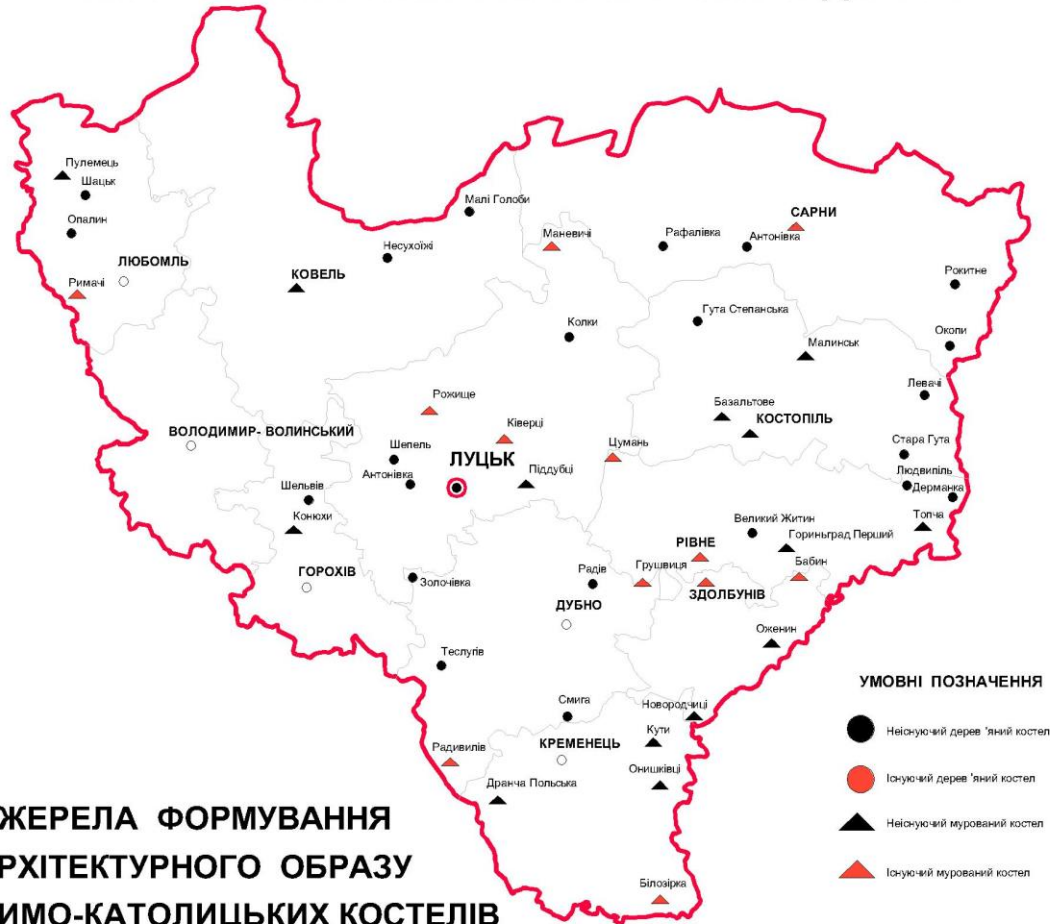 Пулемець
Шацьк
Опалин
ЛЮБОМЛЬ
Римачі
КОВЕЛЬ
Несухоїжі
Малі Голоби
Маневичі
Рафалівка
САРНИ
Антонівка
Рокитне
Колки
Гута Степанська
Окопи
Малинськ
Левачі
Рожище
Базальтове
КОСТОПІЛЬ
ВОЛОДИМИР- ВОЛИНСЬКИЙ
Ківерці
Цумань
Стара Гута
Шепель
ЛУЦЬК
Антонівка
Піддубці
Людвипіль
Дерманка
Шельвів
Конюхи
Топча
Великий Житин
Гориньград Перший
РІВНЕ
Грушвиця
Бабин
ЗДОЛБУНІВ
ГОРОХІВ
Золочівка
Радів
ДУБНО
Оженин
Теслугів
Смига
Новородчиці
Кути
КРЕМЕНЕЦЬ
Радивилів
Дранча Польська
Онишківці
Білозірка
УМОВНІ ПОЗНАЧЕННЯ
Неіснуючий дерев 'яний костел
Існуючий дерев 'яний костел
Неіснуючий мурований костел
Існуючий мурований костел
ЖЕРЕЛА ФОРМУВАННЯ
РХІТЕКТУРНОГО ОБРАЗУ
ИМО-КАТОЛИЦЬКИХ КОСТЕЛІВ